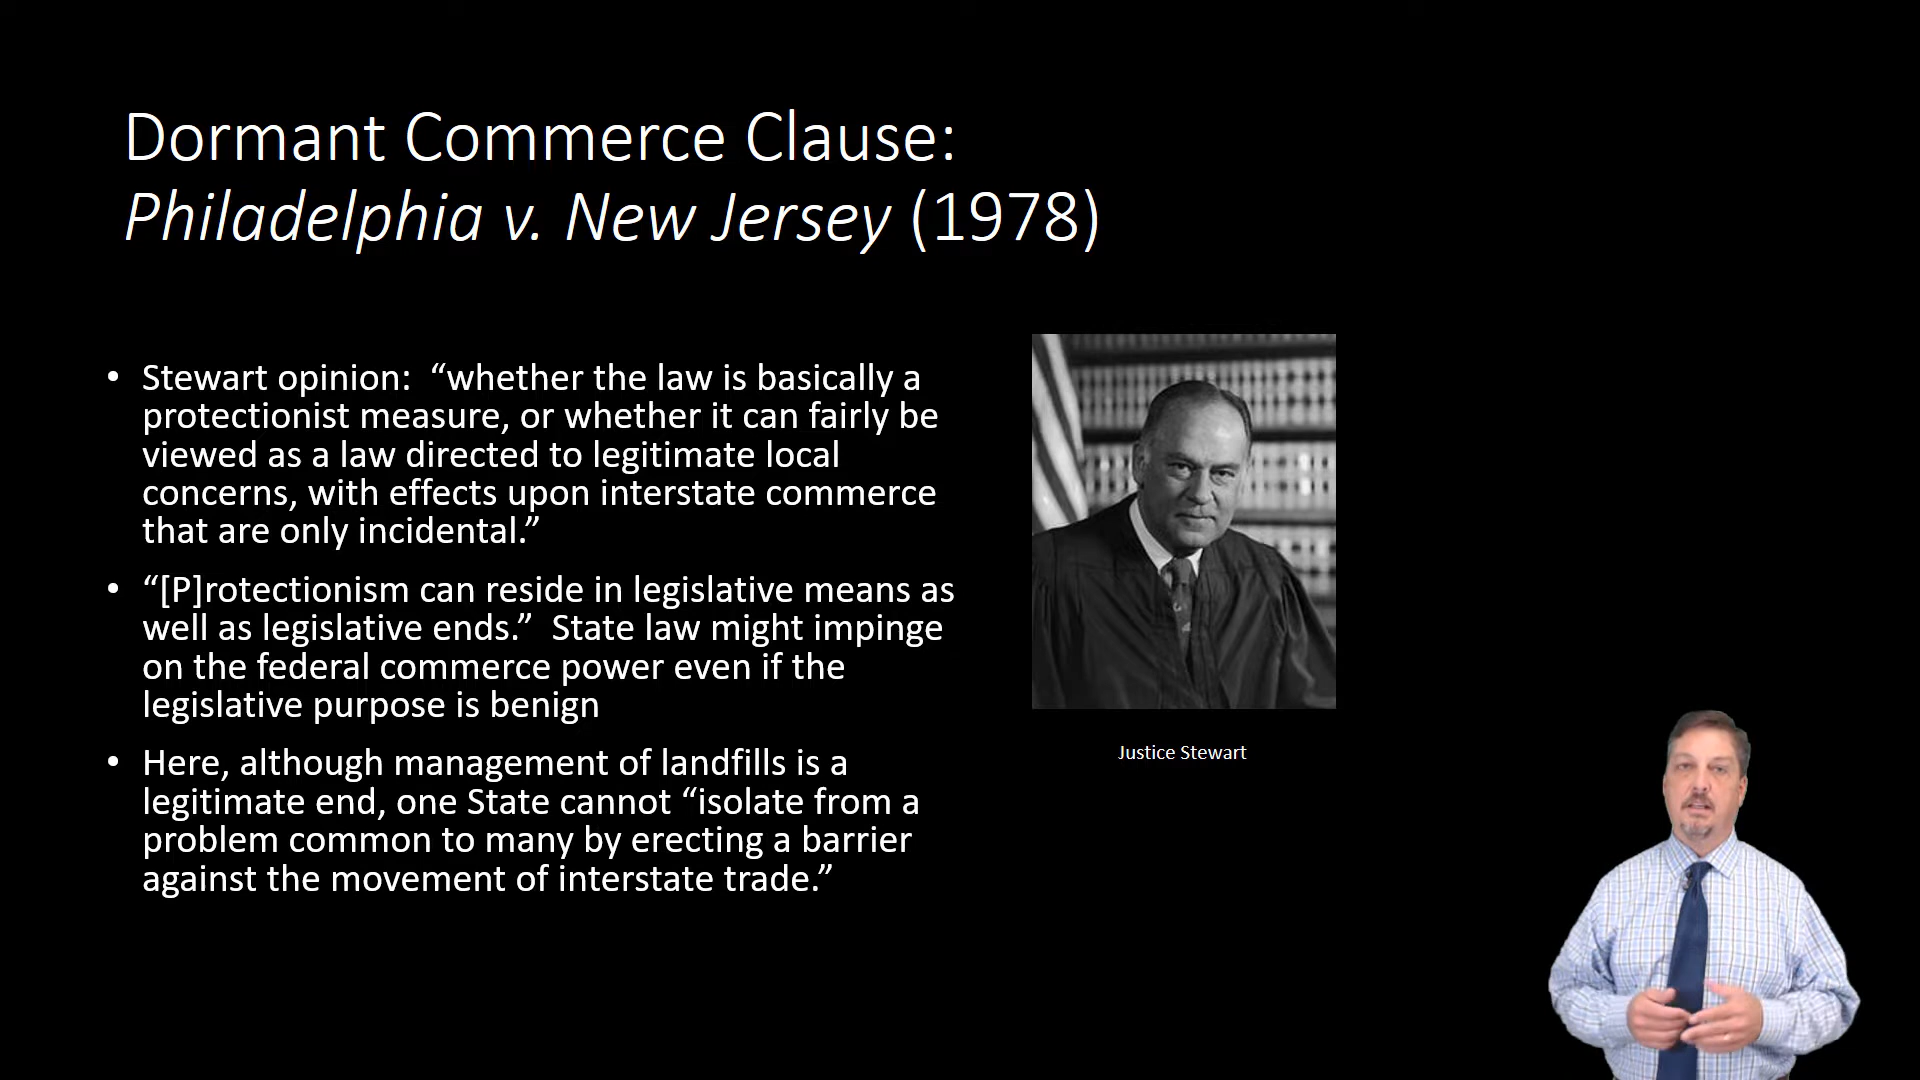 Dormant Commerce Clause:
Philadelphia v. New Jersey (1978)
• Stewart opinion:  “whether the law is basically a
protectionist measure, or whether it can fairly be
viewed as a law directed to legitimate local
concerns, with effects upon interstate commerce
that are only incidental.”
• “[P]rotectionism can reside in legislative means as
well as legislative ends.”  State law might impinge
on the federal commerce power even if the
legislative purpose is benign
• Here, although management of landfills is a
legitimate end, one State cannot “isolate from a
problem common to many by erecting a barrier
against the movement of interstate trade.”
Justice Stewart